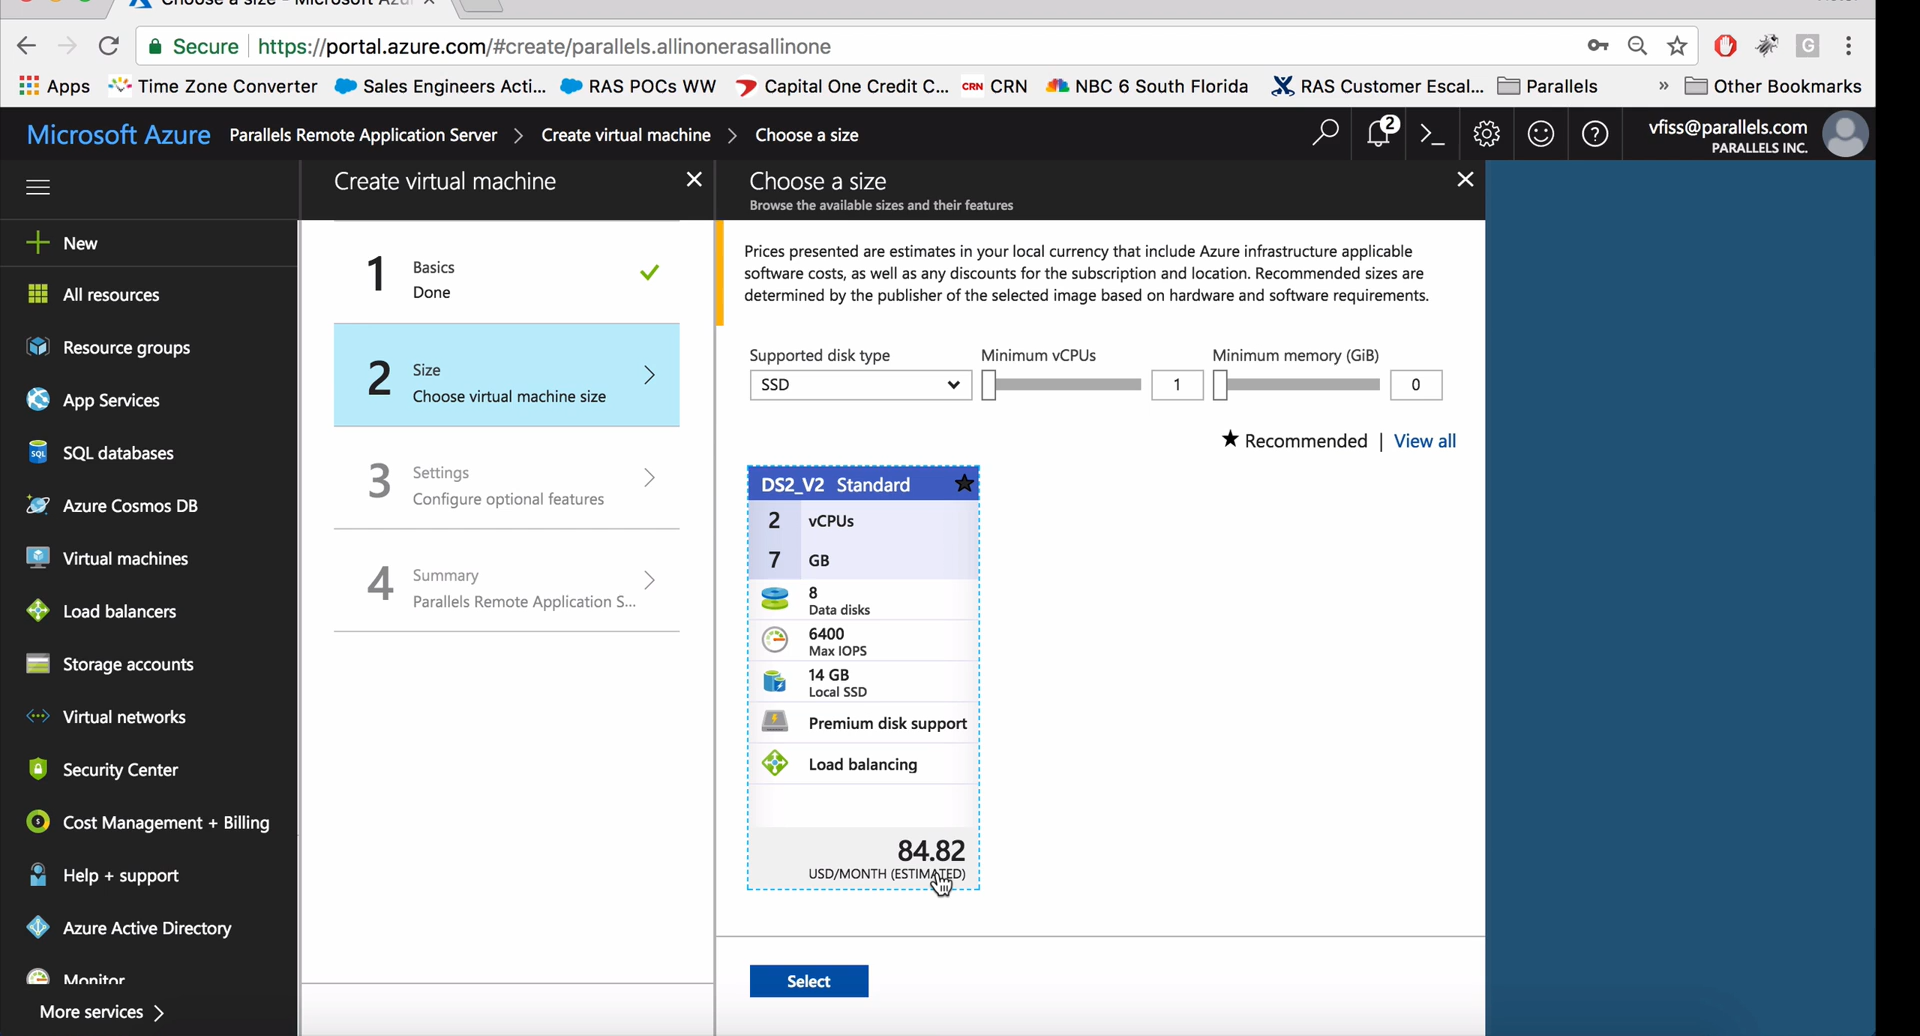 Choose a size - Microsoft Azu
Secure
https://portal.azure.com/#create/parallels.allinonerasallinone
G
Apps
Time Zone Converter
Sales Engineers Acti...
RAS POCs WW
Capital One Credit C...
CRN CRN
NBC 6 South Florida
RAS Customer Escal...
Parallels
»
Other Bookmarks
Microsoft Azure
Parallels Remote Application Server > Create virtual machine > Choose a size
2
vfiss@parallels.com
PARALLELS INC.
New
All resources
Resource groups
App Services
SQL
SQL databases
Azure Cosmos DB
Virtual machines
Load balancers
Storage accounts
Virtual networks
Security Center
Cost Management + Billing
Help + support
Azure Active Directory
Monitor
More services >
Create virtual machine
1
Basics
Done
2
Size
Choose virtual machine size
3
Settings
Configure optional features
4
Summary
Parallels Remote Application S...
Choose a size
Browse the available sizes and their features
Prices presented are estimates in your local currency that include Azure infrastructure applicable
software costs, as well as any discounts for the subscription and location. Recommended sizes are
determined by the publisher of the selected image based on hardware and software requirements.
Supported disk type
SSD
Minimum vCPUs
1
Minimum memory (GiB)
0
★ Recommended | View all
DS2_V2 Standard ★
2 vCPUs
7 GB
8
Data disks
6400
Max IOPS
14 GB
Local SSD
Premium disk support
Load balancing
84.82
USD/MONTH (ESTIMATED)
Select